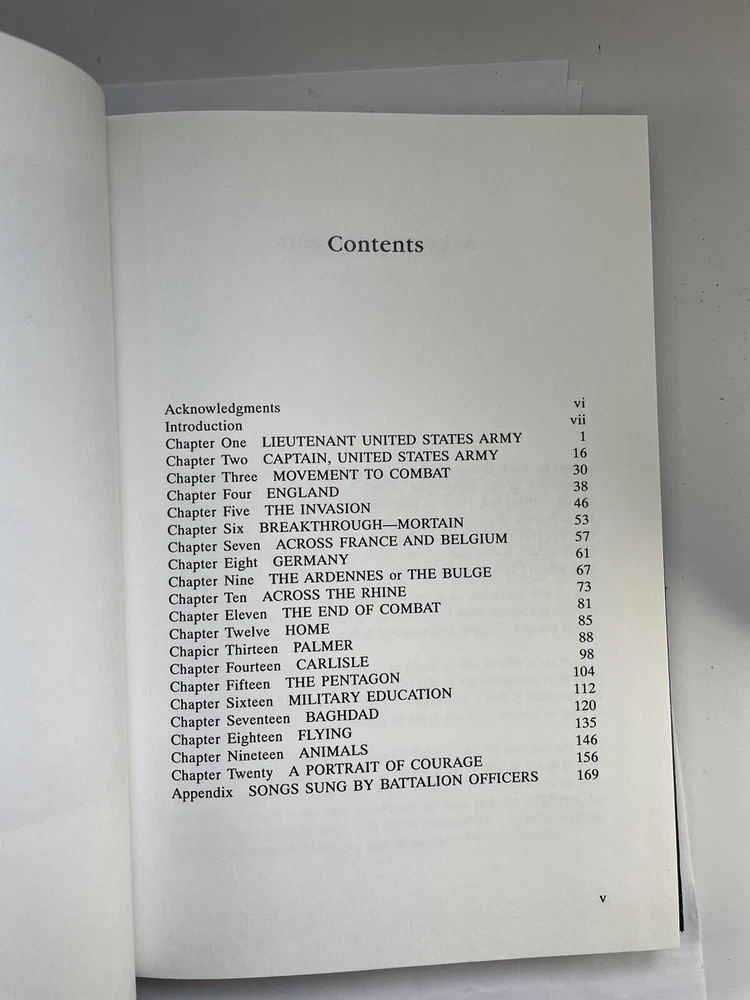 Contents
Acknowledgments vi
Introduction vii
Chapter One LIEUTENANT UNITED STATES ARMY 1
Chapter Two CAPTAIN, UNITED STATES ARMY 16
Chapter Three MOVEMENT TO COMBAT 30
Chapter Four ENGLAND 38
Chapter Five THE INVASION 46
Chapter Six BREAKTHROUGH—MORTAIN 53
Chapter Seven ACROSS FRANCE AND BELGIUM 57
Chapter Eight GERMANY 61
Chapter Nine THE ARDENNES or THE BULGE 67
Chapter Ten ACROSS THE RHINE 73
Chapter Eleven THE END OF COMBAT 81
Chapter Twelve HOME 85
Chapicr Thirteen PALMER 88
Chapter Fourteen CARLISLE 98
Chapter Fifteen THE PENTAGON 104
Chapter Sixteen MILITARY EDUCATION 112
Chapter Seventeen BAGHDAD 120
Chapter Eighteen FLYING 135
Chapter Nineteen ANIMALS 146
Chapter Twenty A PORTRAIT OF COURAGE 156
Appendix SONGS SUNG BY BATTALION OFFICERS 169
v